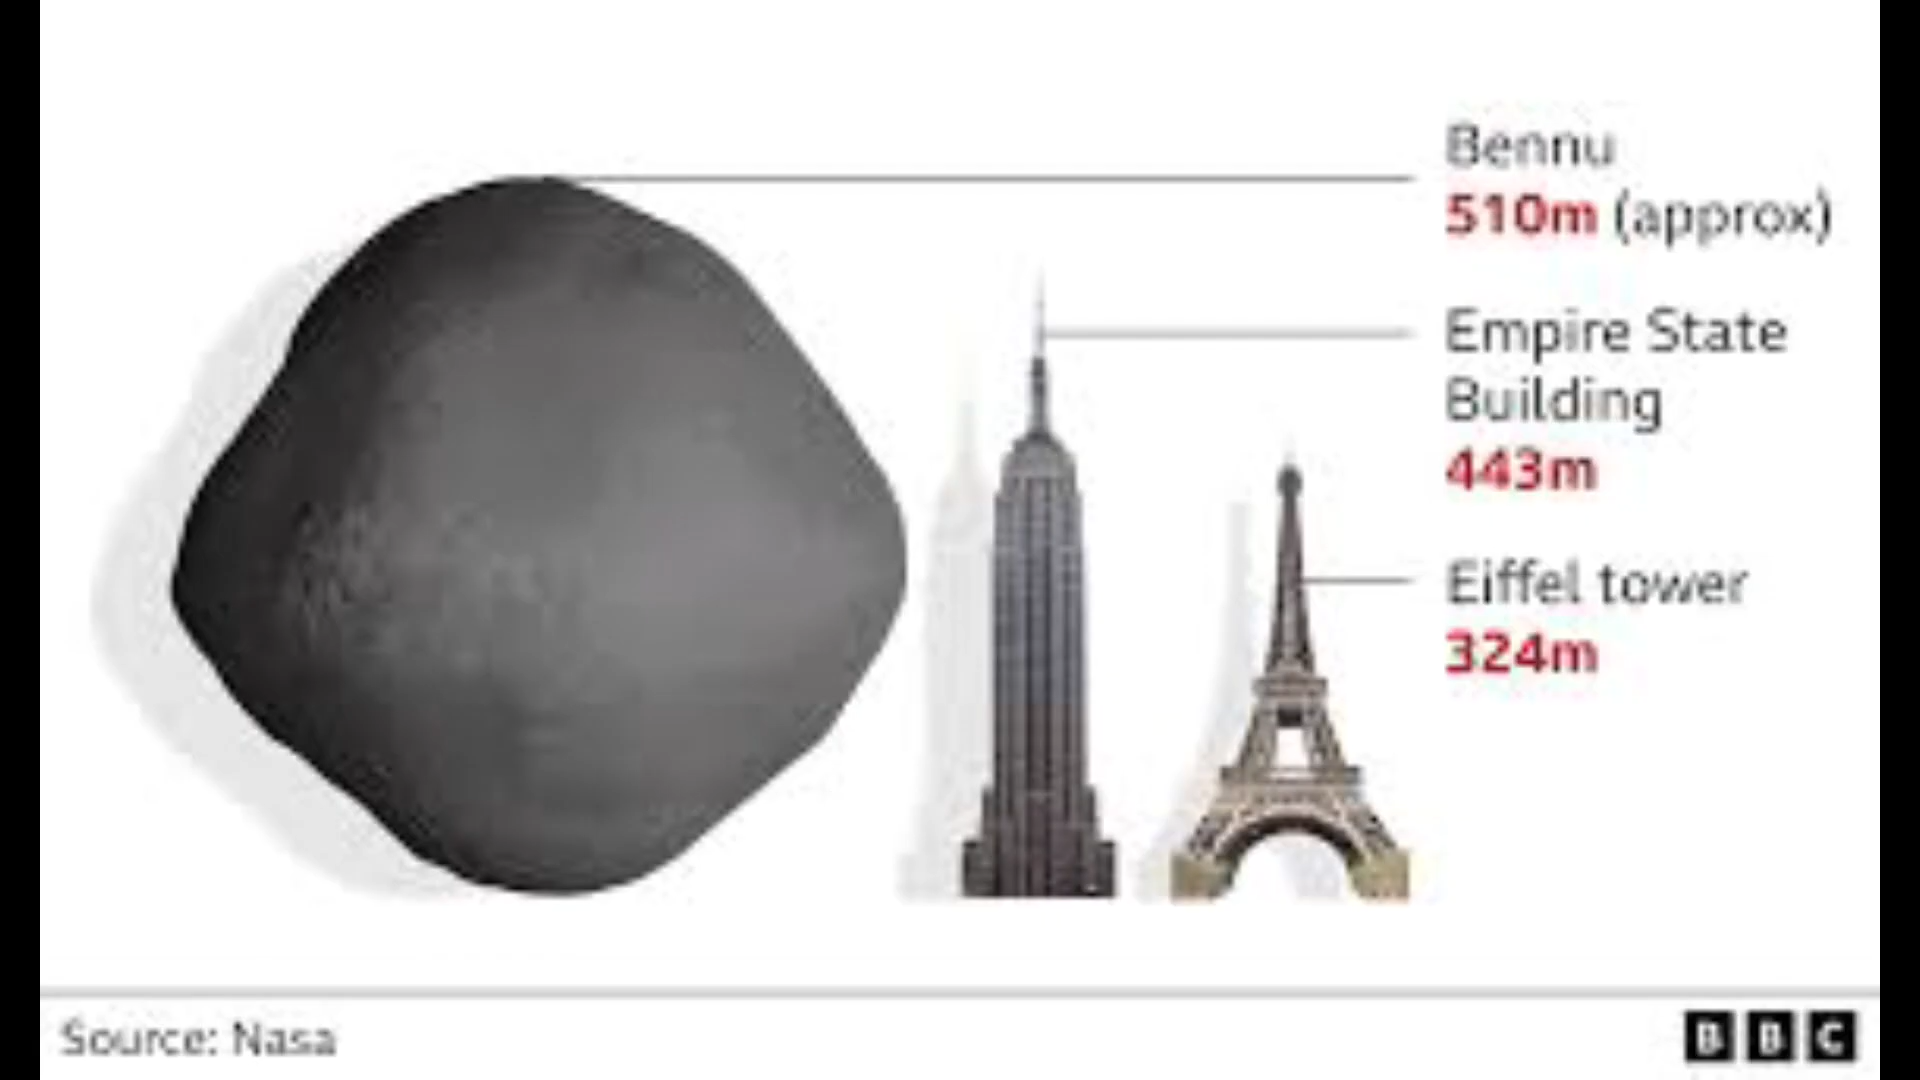 Bennu
510m (approx)
Empire State
Building
443m
Eiffel tower
324m
Source: Nasa
BBC